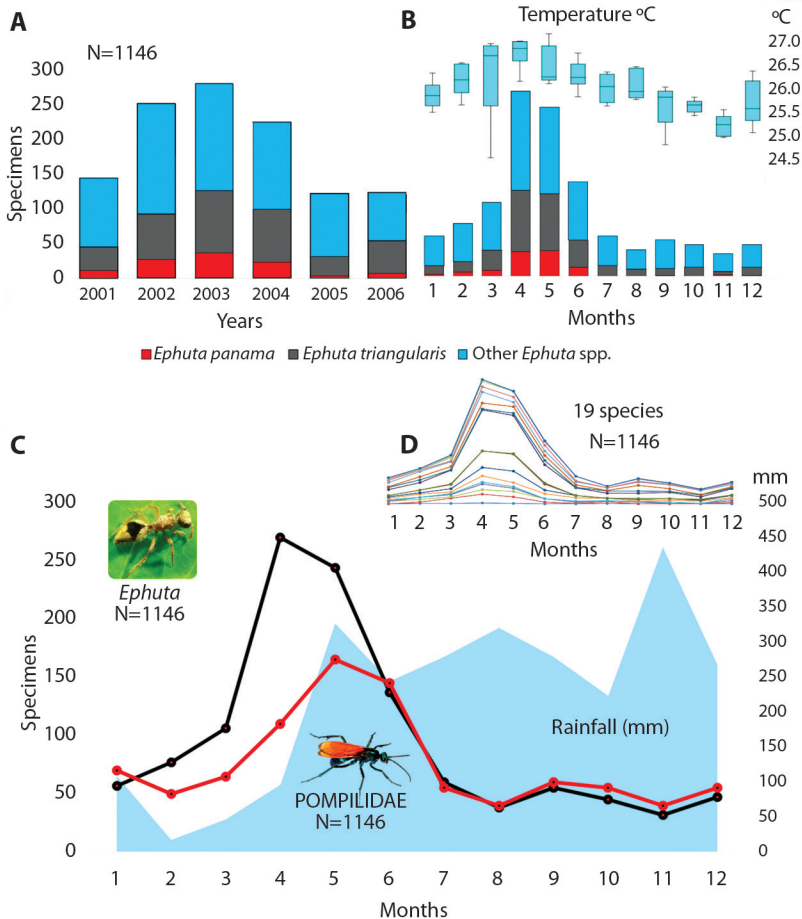 A
N=1146
300
250
200
150
100
50
0
Specimens
2001 2002 2003 2004 2005 2006
Years
B
Temperature ºC
ºC
27.0
26.5
26.0
25.5
25.0
24.5
1 2 3 4 5 6 7 8 9 10 11 12
Months
Ephuta panama Ephuta triangularis Other Ephuta spp.
C
300
250
200
150
100
50
0
Specimens
Ephuta
N=1146
POMPILIDAE
N=1146
Rainfall (mm)
1 2 3 4 5 6 7 8 9 10 11 12
Months
D
19 species
N=1146
1 2 3 4 5 6 7 8 9 10 11 12
Months
mm
500
450
400
350
300
250
200
150
100
50
0